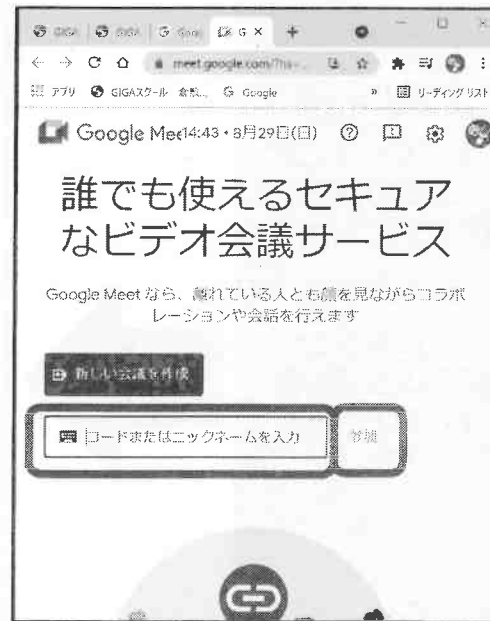 G Goo
G
meet.google.com/?hs
アプリ GIGAスクール 倉敷... G Google » リーディング リスト
Google Mee14:43・8月29日(日)
誰でも使えるセキュア
なビデオ会議サービス
Google Meet なら、離れている人とも顔を見ながらコラボ
レーションや会話を行えます
新しい会議を作成
コードまたはニックネームを入力 参加